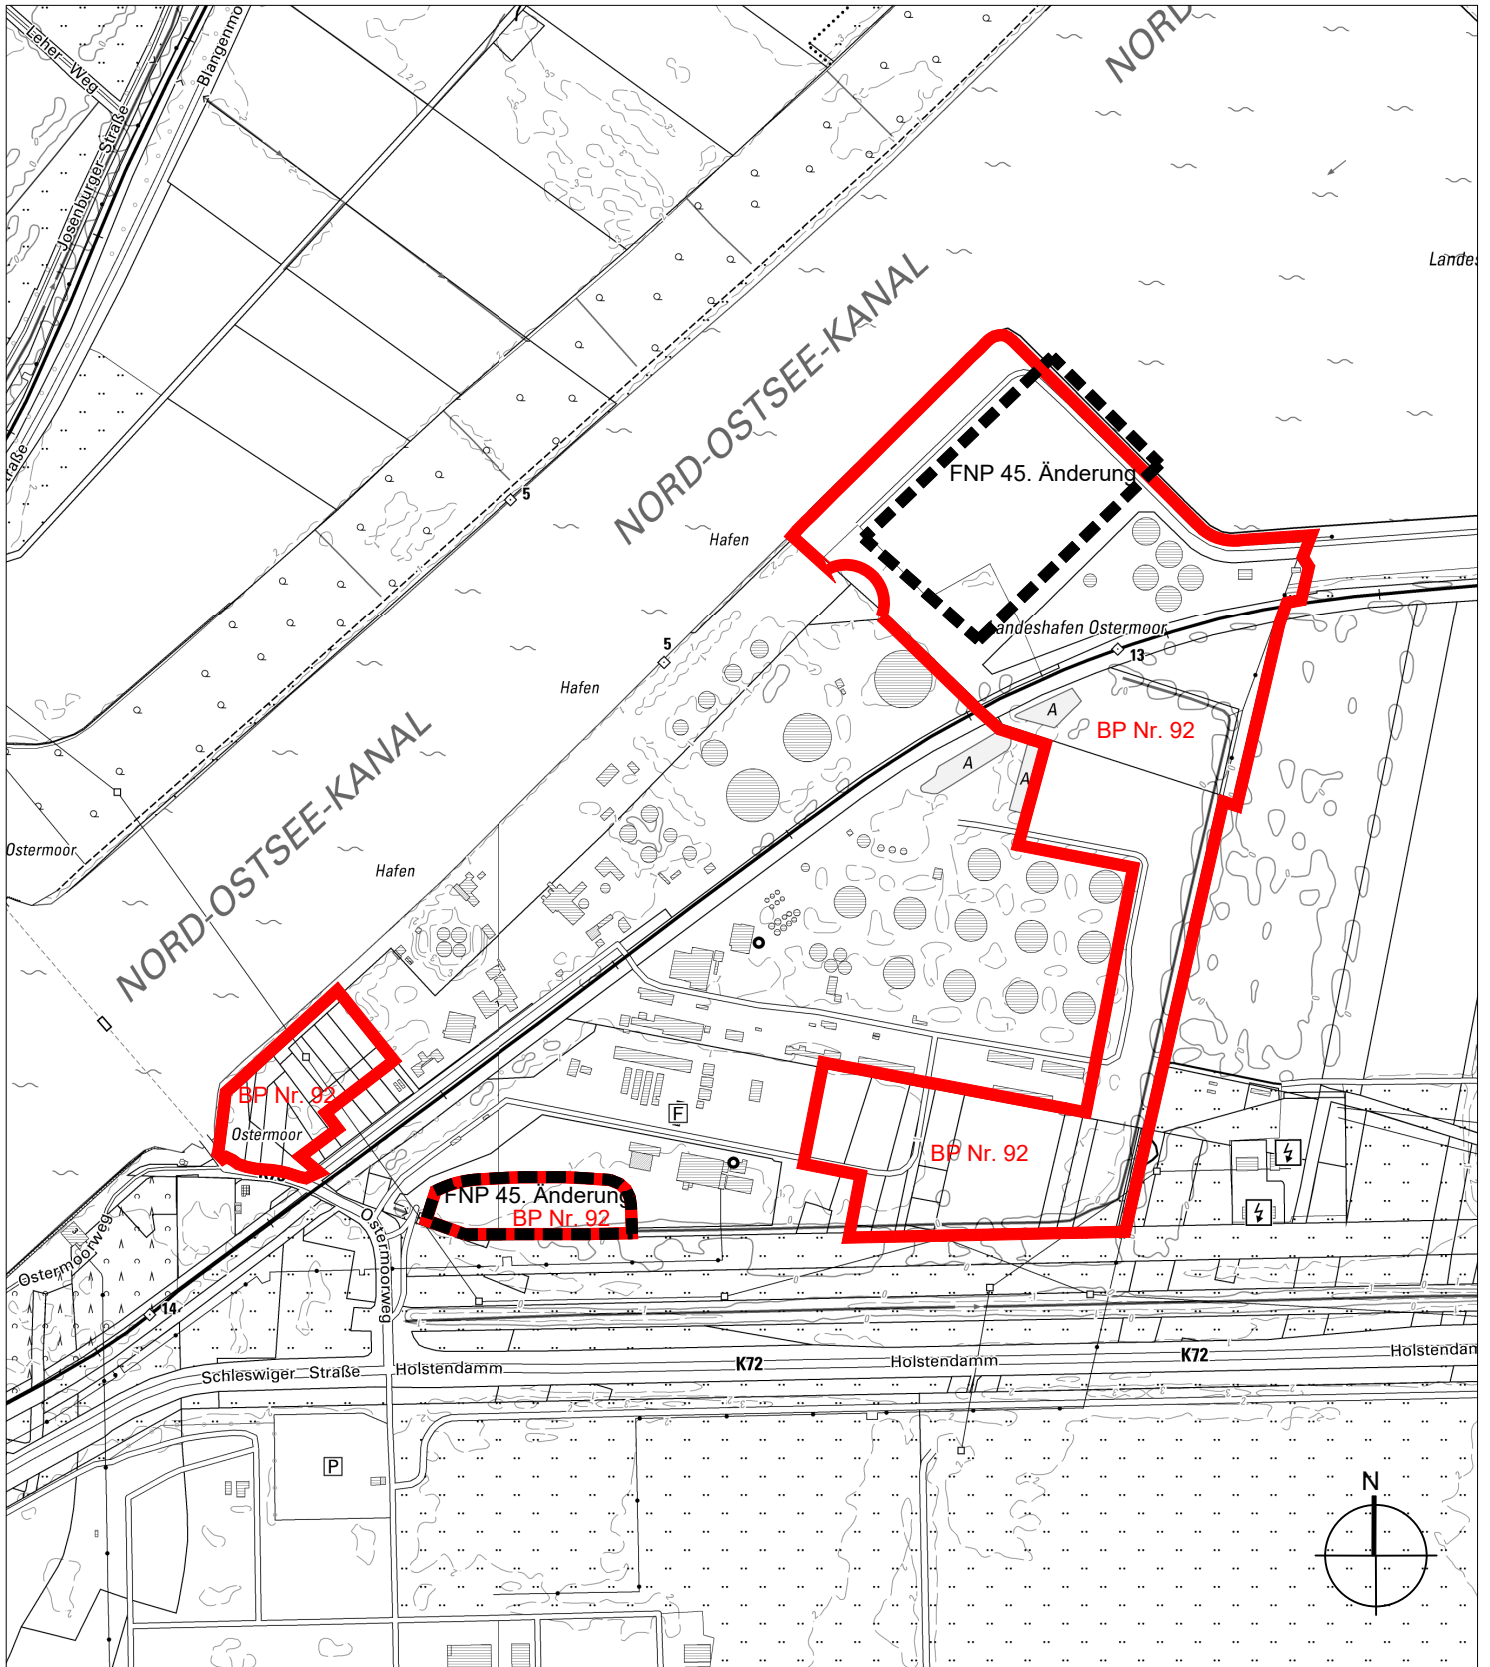 Leher=Weg
Blangenmo
NORD
Josenburger=Straße
Landes
raße
NORD-OSTSEE-KANAL
FNP 45. Änderung
5
Hafen
Landeshafen Ostermoor
5
13
Hafen
A
BP Nr. 92
A
A
NORD-OSTSEE-KANAL
Ostermoor
Hafen
BP Nr. 92
F
Ostermoor
BP Nr. 92
FNP 45. Änderung
BP Nr. 92
Ostermoorweg
Ostermoorweg
14
K72
K72
Holstendam
Schleswiger Straße
Holstendamm
Holstendamm
P
N